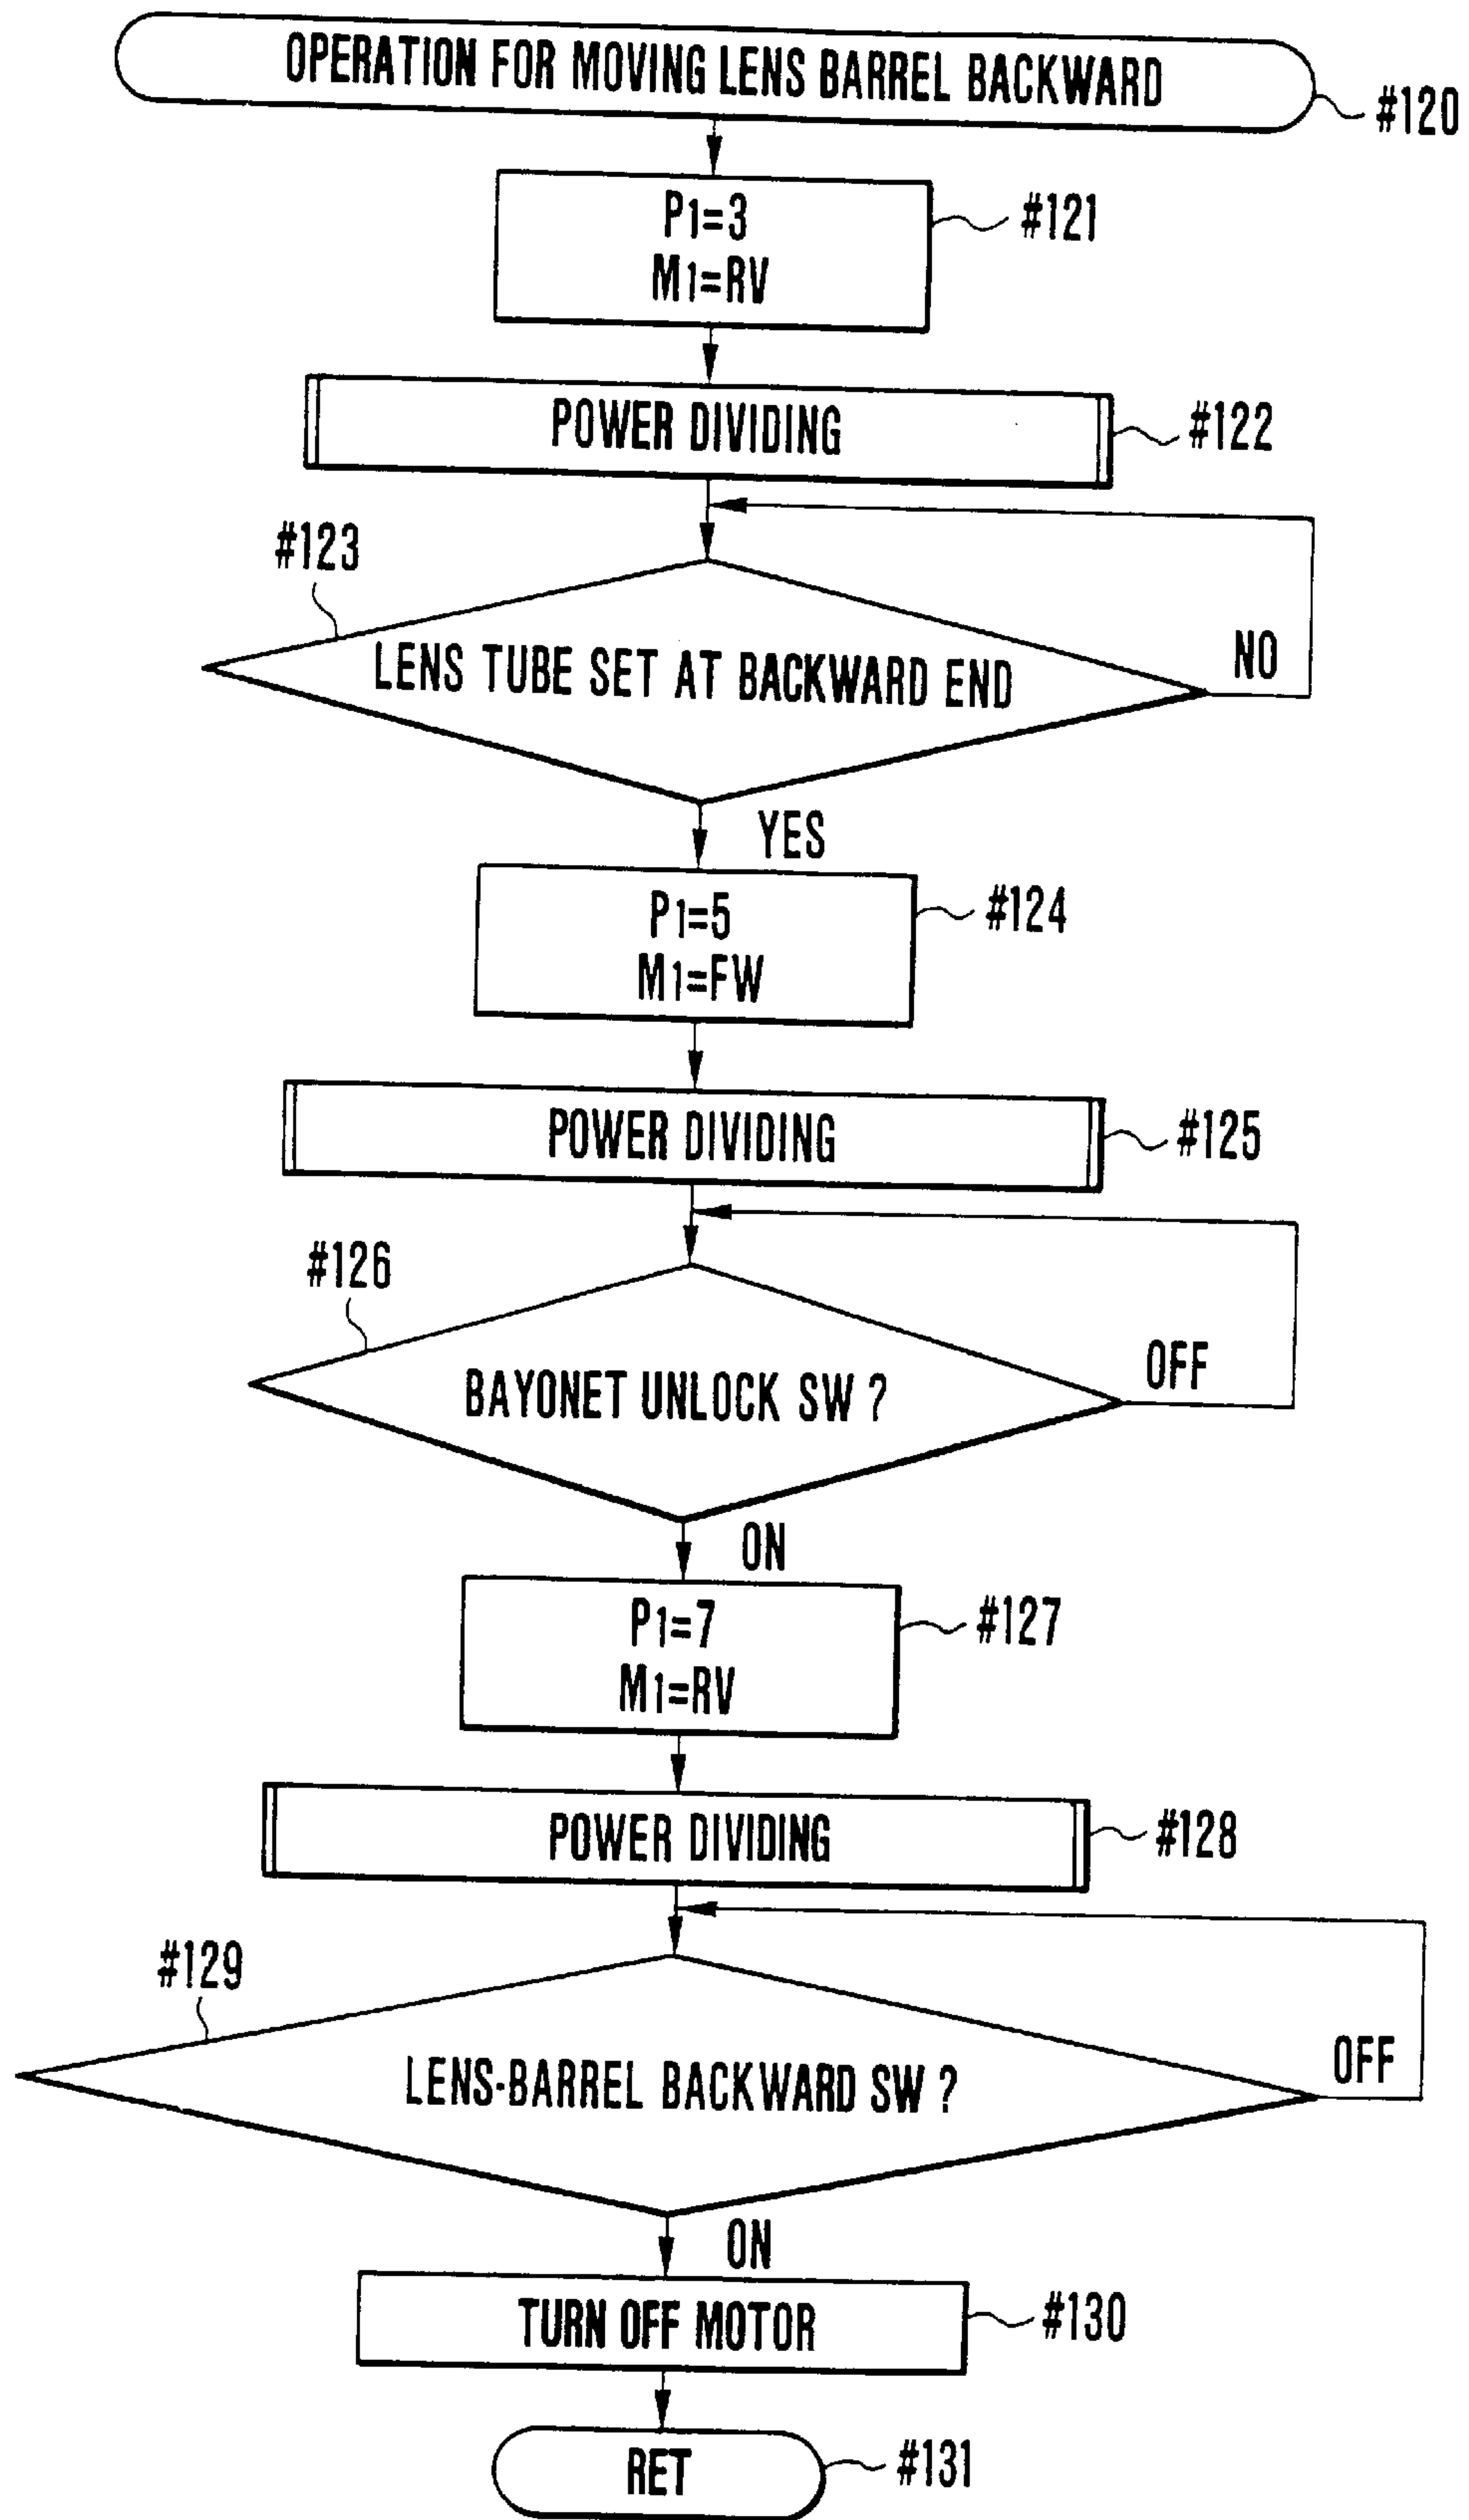 OPERATION FOR MOVING LENS BARREL BACKWARD
#120
P1=3
M1=RV
#121
POWER DIVIDING
#122
#123
LENS TUBE SET AT BACKWARD END
NO
YES
P1=5
M1=FW
#124
POWER DIVIDING
#125
#126
BAYONET UNLOCK SW ?
OFF
ON
P1=7
M1=RV
#127
POWER DIVIDING
#128
#129
LENS-BARREL BACKWARD SW ?
OFF
ON
TURN OFF MOTOR
#130
RET
#131